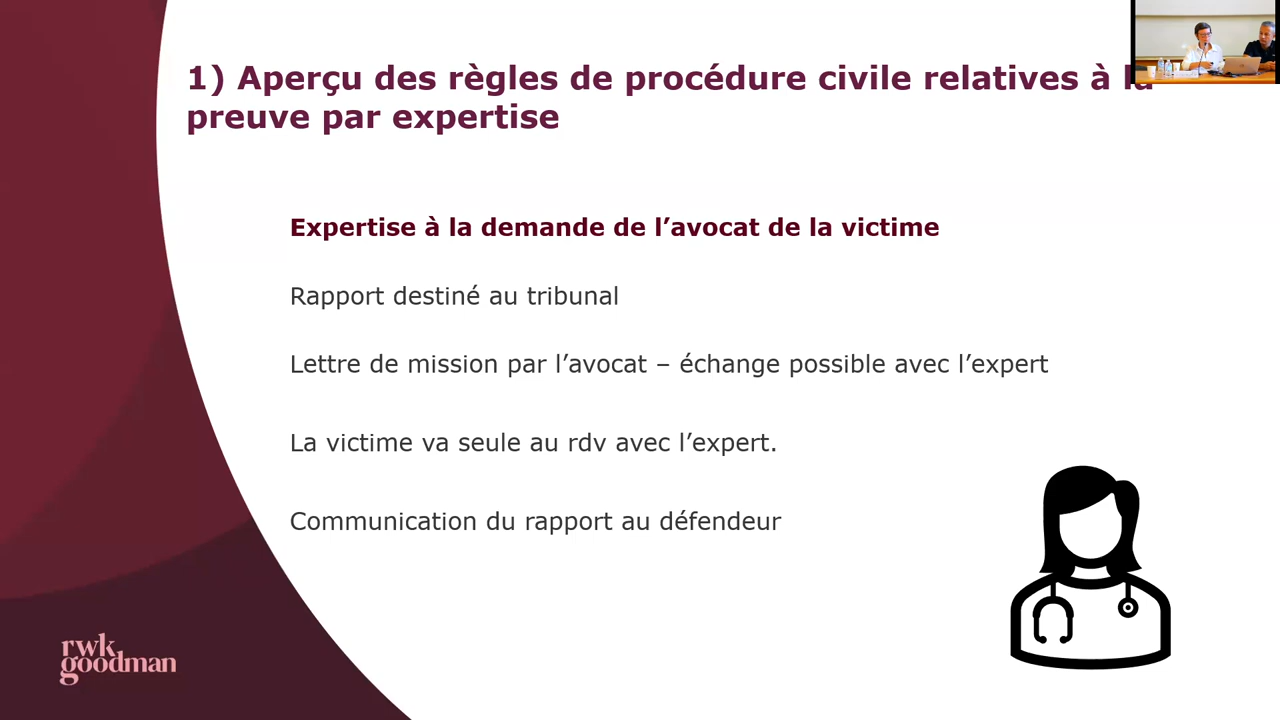 1) Aperçu des règles de procédure civile relatives à la
preuve par expertise
Expertise à la demande de l’avocat de la victime
Rapport destiné au tribunal
Lettre de mission par l’avocat – échange possible avec l’expert
La victime va seule au rdv avec l’expert.
Communication du rapport au défendeur
rwk
goodman